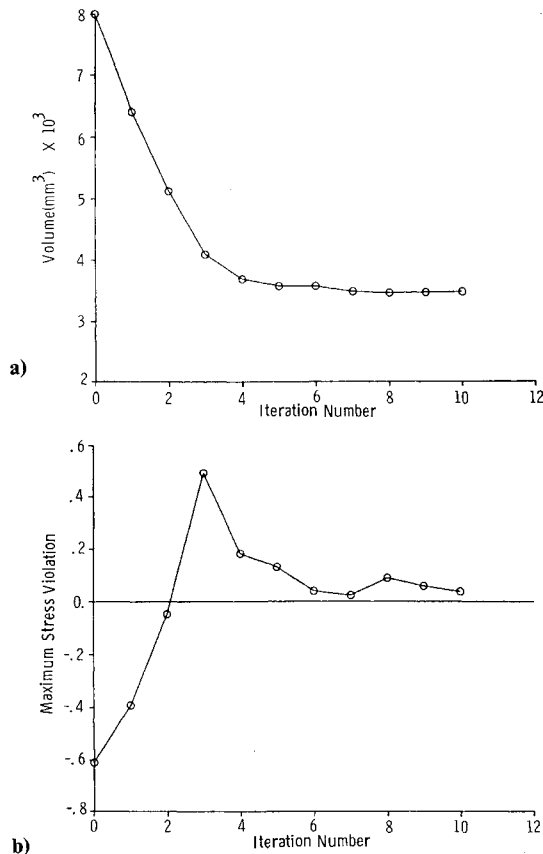 8
7
6
5
4
3
2
Volume(mm3) X 103
0 2 4 6 8 10 12
Iteration Number
a)
.6
.4
.2
0.
-.2
-.4
-.6
-.8
Maximum Stress Violation
0 2 4 6 8 10 12
Iteration Number
b)